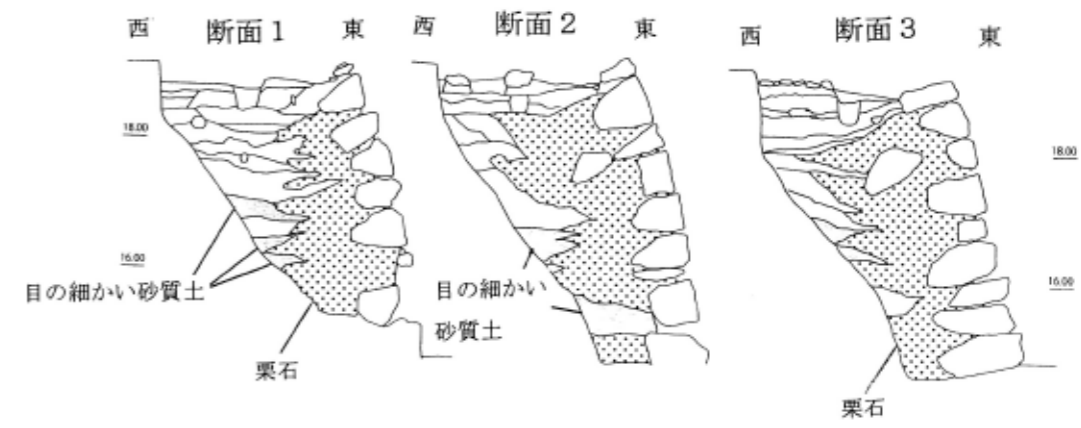 西 断面1 東
西 断面2 東
西 断面3 東
18.00
16.00
目の細かい砂質土
栗石
目の細かい
砂質土
18.00
16.00
栗石